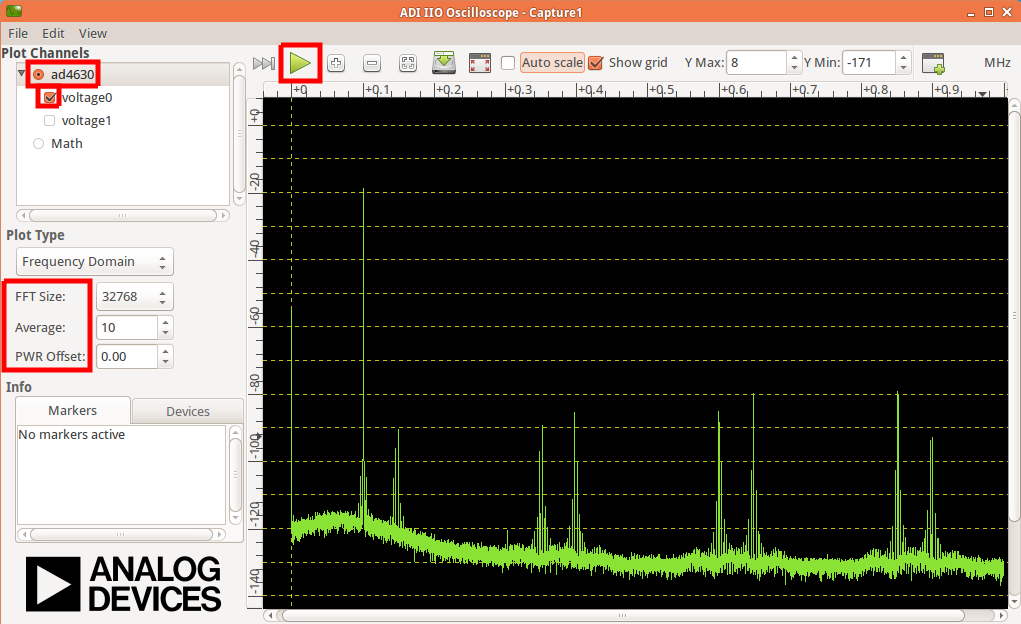 ADI IIO Oscilloscope - Capture1
File Edit View
Plot Channels
ad4630
voltage0
voltage1
Math
Auto scale Show grid Y Max: 8 Y Min: -171 MHz
+0 +0.1 +0.2 +0.3 +0.4 +0.5 +0.6 +0.7 +0.8 +0.9
+0
-20
-40
-60
-80
-100
-120
-140
Plot Type
Frequency Domain
FFT Size: 32768
Average: 10
PWR Offset: 0.00
Info
Markers Devices
No markers active
ANALOG
DEVICES